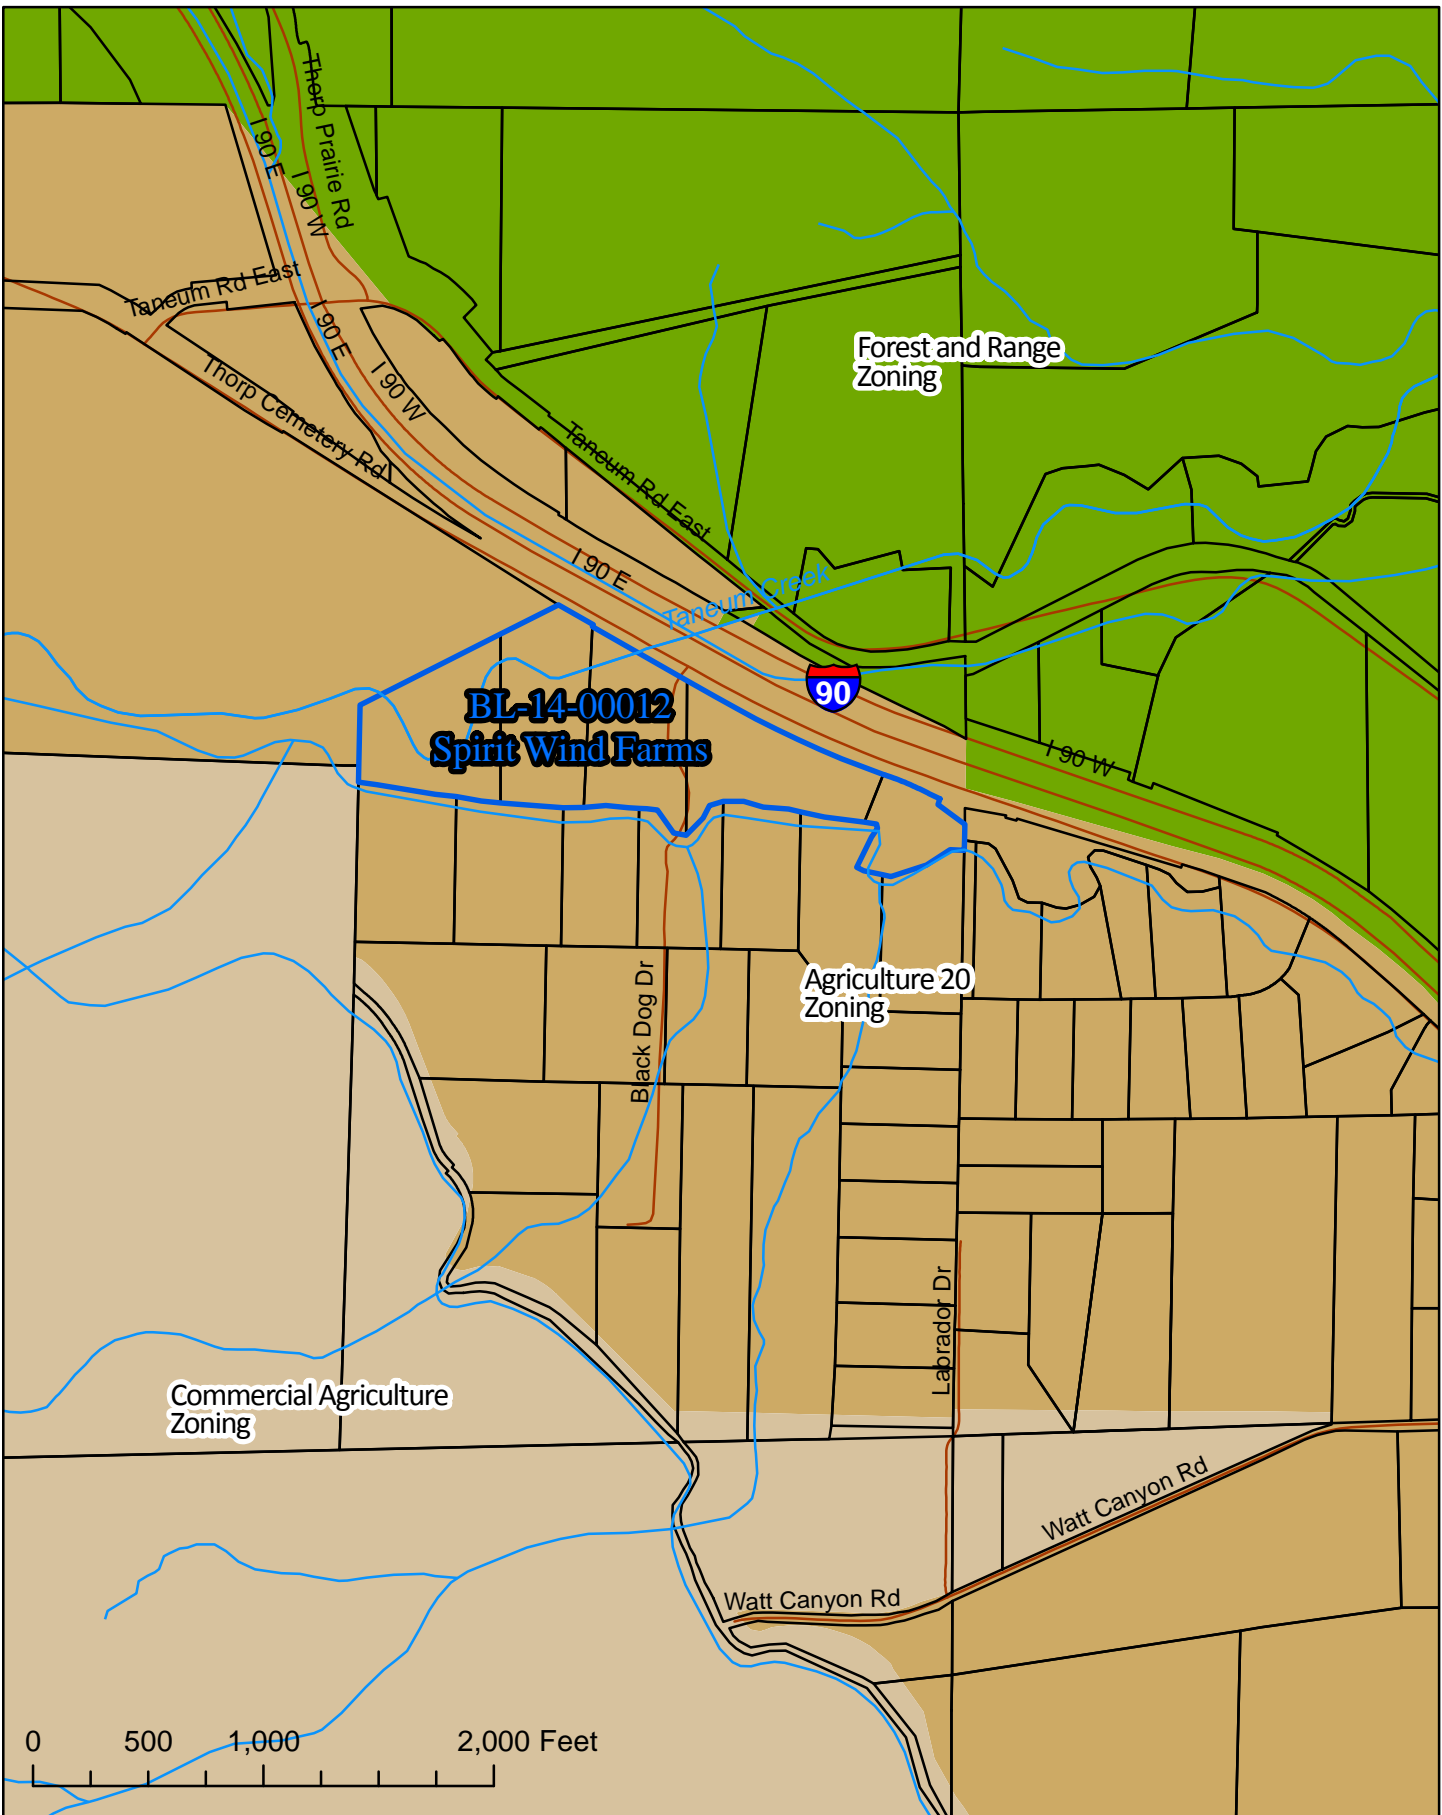 Thorp Prairie Rd
I 90 E
I 90 W
Taneum Rd East
I 90 E
I 90 W
Thorp Cemetery Rd
Forest and Range
Zoning
Taneum Rd East
I 90 E
Taneum Creek
90
BL-14-00012
Spirit Wind Farms
I 90 W
Agriculture 20
Zoning
Black Dog Dr
Labrador Dr
Commercial Agriculture
Zoning
Watt Canyon Rd
Watt Canyon Rd
0 500 1,000 2,000 Feet